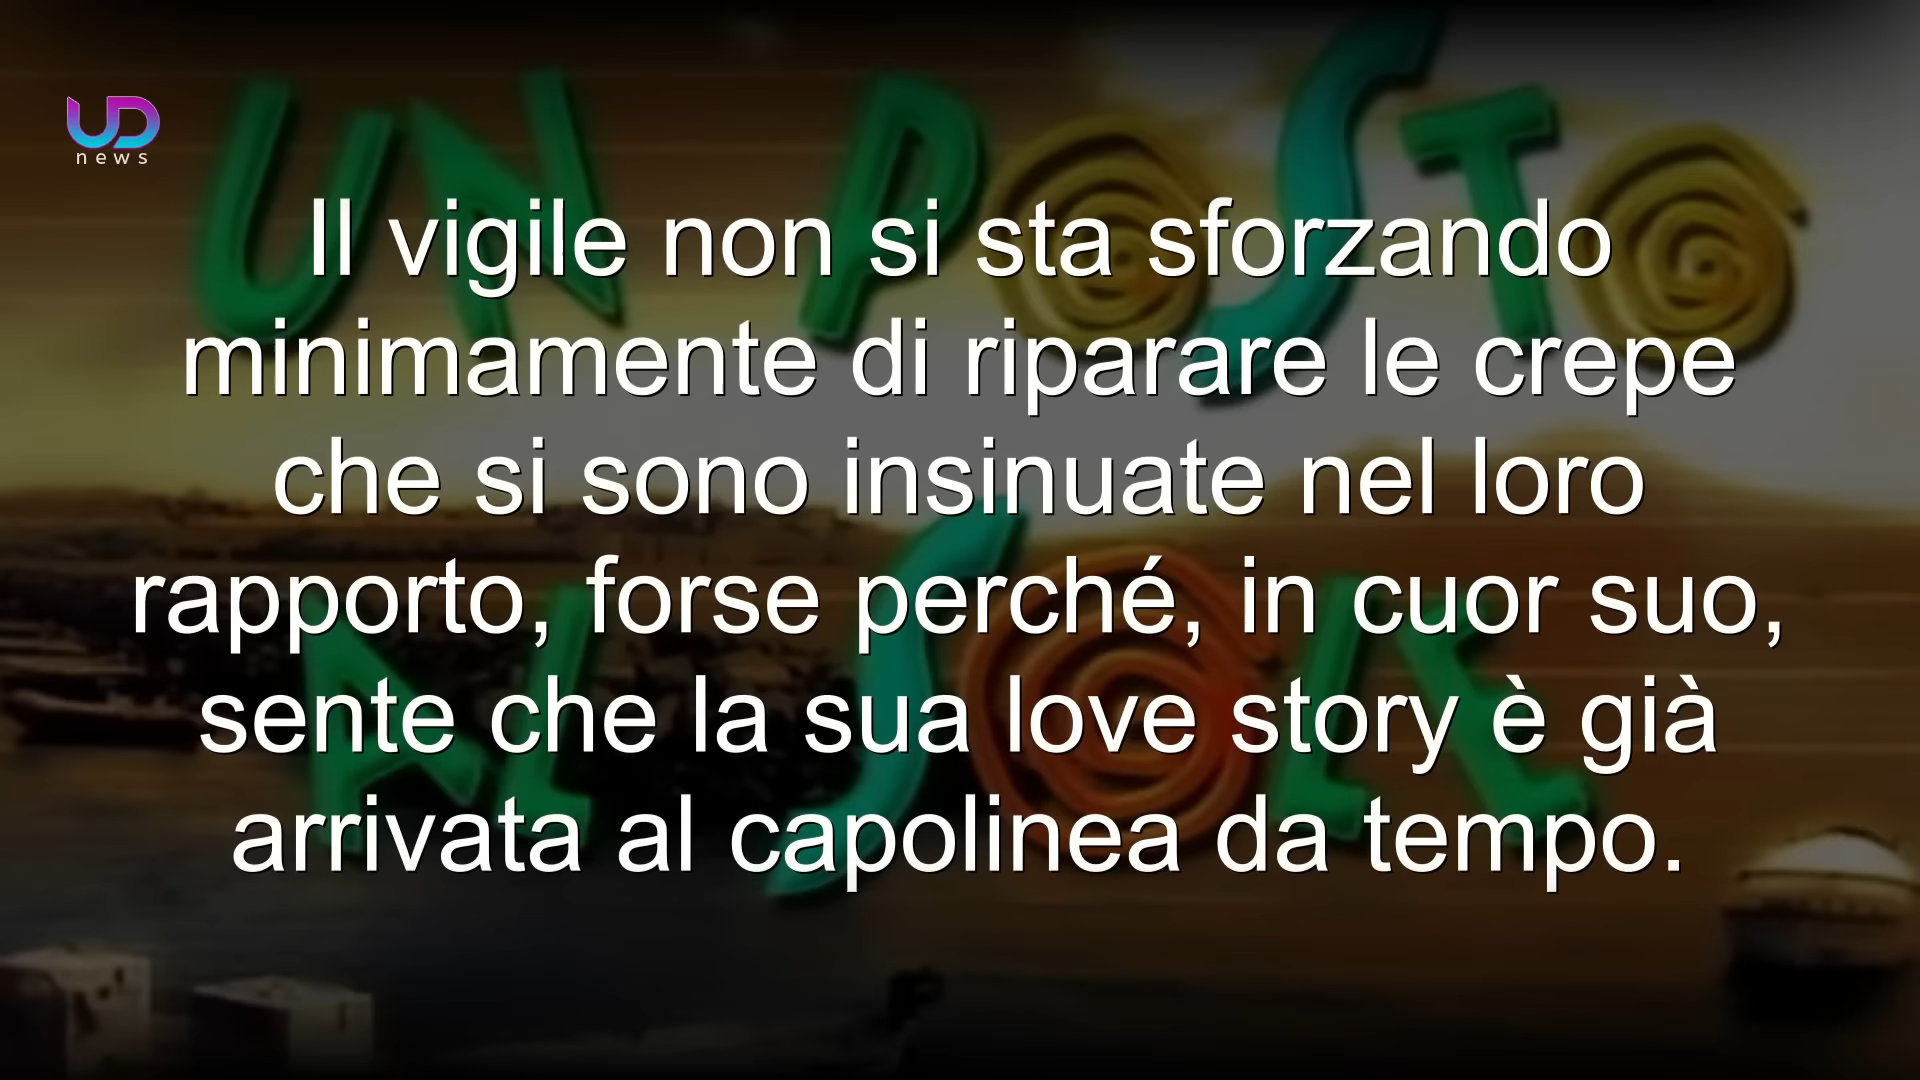 UD
news
UN POSTO
Il vigile non si sta sforzando
minimamente di riparare le crepe
che si sono insinuate nel loro
rapporto, forse perché, in cuor suo,
sente che la sua love story è già
arrivata al capolinea da tempo.
AL SOLE